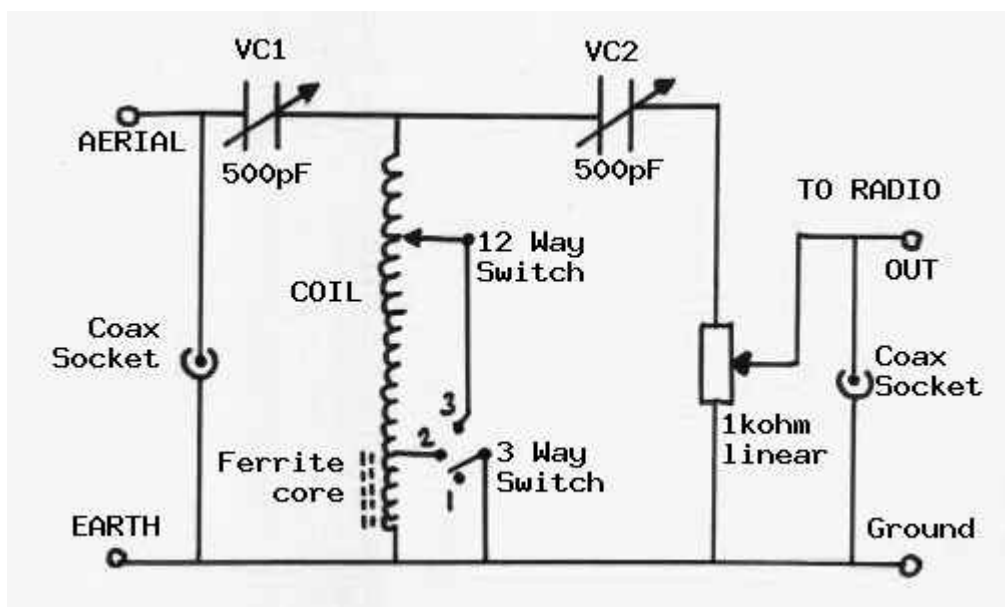 VC1
VC2
AERIAL
500pF
500pF
TO RADIO
12 Way
Switch
OUT
COIL
Coax
Socket
Coax
Socket
3
2
1kohm
linear
3 Way
Switch
Ferrite
core
1
EARTH
Ground